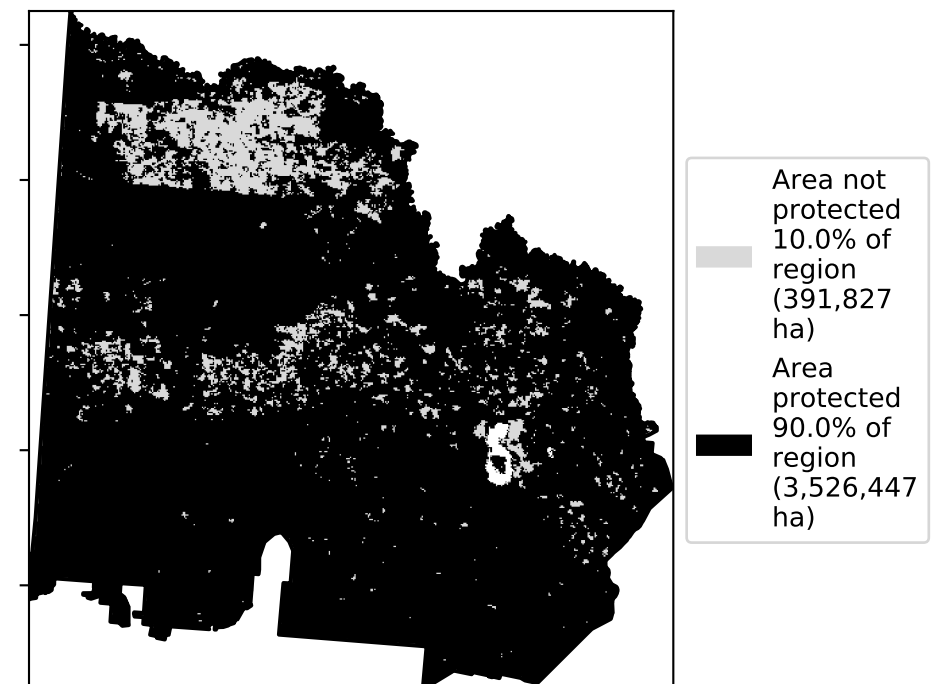 Area not
protected
10.0% of
region
(391,827
ha)
Area
protected
90.0% of
region
(3,526,447
ha)